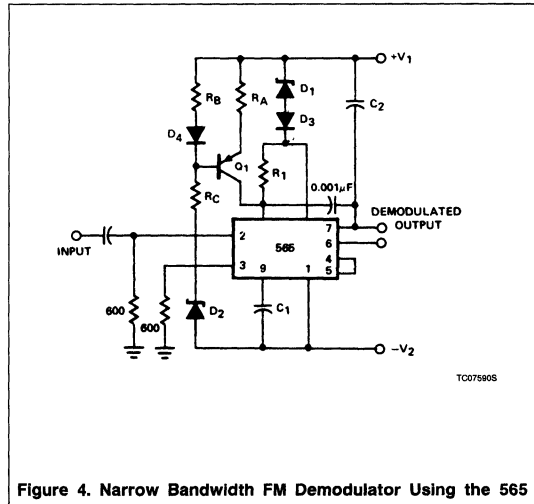 +V1
RB
RA
D1
C2
D4
D3
Q1
R1
0.001μF
RC
DEMODULATED
OUTPUT
7
INPUT
2
565
6
4
3
9
1
5
600
600
D2
C1
−V2
TC07590S
Figure 4. Narrow Bandwidth FM Demodulator Using the 565